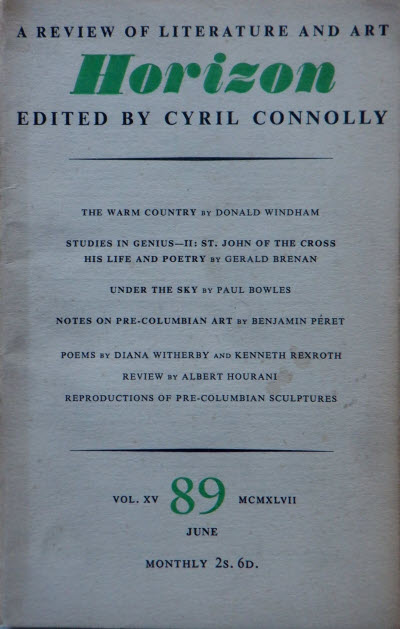 A REVIEW OF LITERATURE AND ART
Horizon
EDITED BY CYRIL CONNOLLY
THE WARM COUNTRY BY DONALD WINDHAM
STUDIES IN GENIUS—II: ST. JOHN OF THE CROSS
HIS LIFE AND POETRY BY GERALD BRENAN
UNDER THE SKY BY PAUL BOWLES
NOTES ON PRE-COLUMBIAN ART BY BENJAMIN PÉRET
POEMS BY DIANA WITHERBY AND KENNETH REXROTH
REVIEW BY ALBERT HOURANI
REPRODUCTIONS OF PRE-COLUMBIAN SCULPTURES
VOL. XV 89 MCMXLVII
JUNE
MONTHLY 2S. 6D.